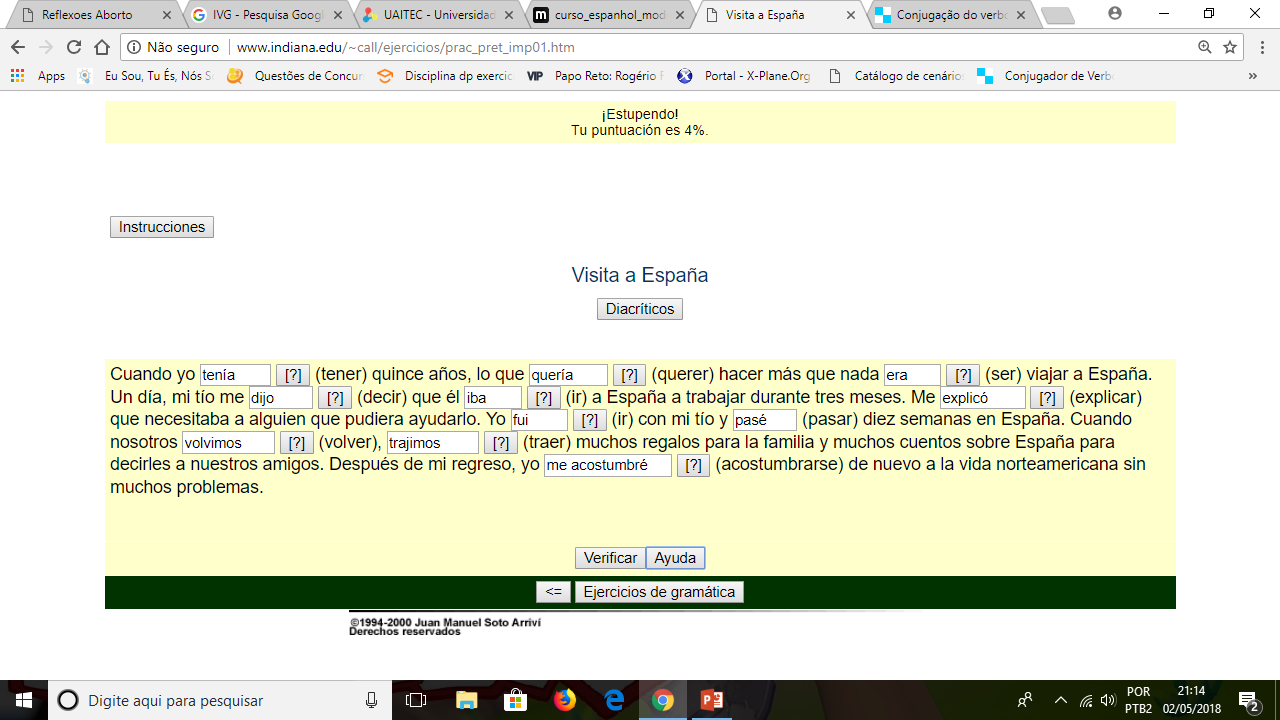 Reflexoes Aborto
IVG - Pesquisa Goog
UAITEC - Universidad
curso_espanhol_mod
Visita a España
Conjugação do verb
Não seguro
www.indiana.edu/~call/ejercicios/prac_pret_imp01.htm
Apps
Eu Sou, Tu És, Nós S
Questões de Concur
Disciplina dp exercic
VIP
Papo Reto: Rogério F
Portal - X-Plane.Org
Catálogo de cenário
Conjugador de Verb
»
¡Estupendo!
Tu puntuación es 4%.
Instrucciones
Visita a España
Diacríticos
Cuando yo tenía [?] (tener) quince años, lo que quería [?] (querer) hacer más que nada era [?] (ser) viajar a España.
Un día, mi tío me dijo [?] (decir) que él iba [?] (ir) a España a trabajar durante tres meses. Me explicó [?] (explicar)
que necesitaba a alguien que pudiera ayudarlo. Yo fui [?] (ir) con mi tío y pasé (pasar) diez semanas en España. Cuando
nosotros volvimos [?] (volver), trajimos [?] (traer) muchos regalos para la familia y muchos cuentos sobre España para
decirles a nuestros amigos. Después de mi regreso, yo me acostumbré [?] (acostumbrarse) de nuevo a la vida norteamericana sin
muchos problemas.
Verificar Ayuda
<= Ejercicios de gramática
©1994-2000 Juan Manuel Soto Arriví
Derechos reservados
Digite aqui para pesquisar
POR
PTB2
21:14
02/05/2018
2